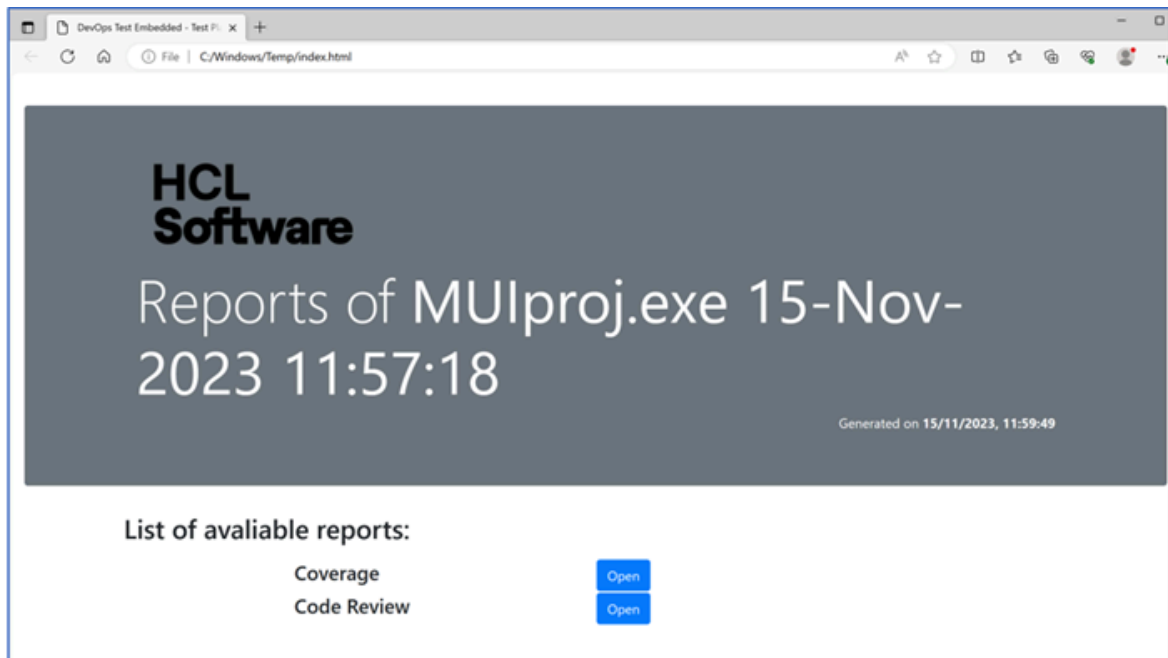 DevOps Test Embedded - Test Pl
File | C:/Windows/Temp/index.html
HCL
Software
Reports of MUIproj.exe 15-Nov-
2023 11:57:18
Generated on 15/11/2023, 11:59:49
List of avaliable reports:
Coverage Open
Code Review Open